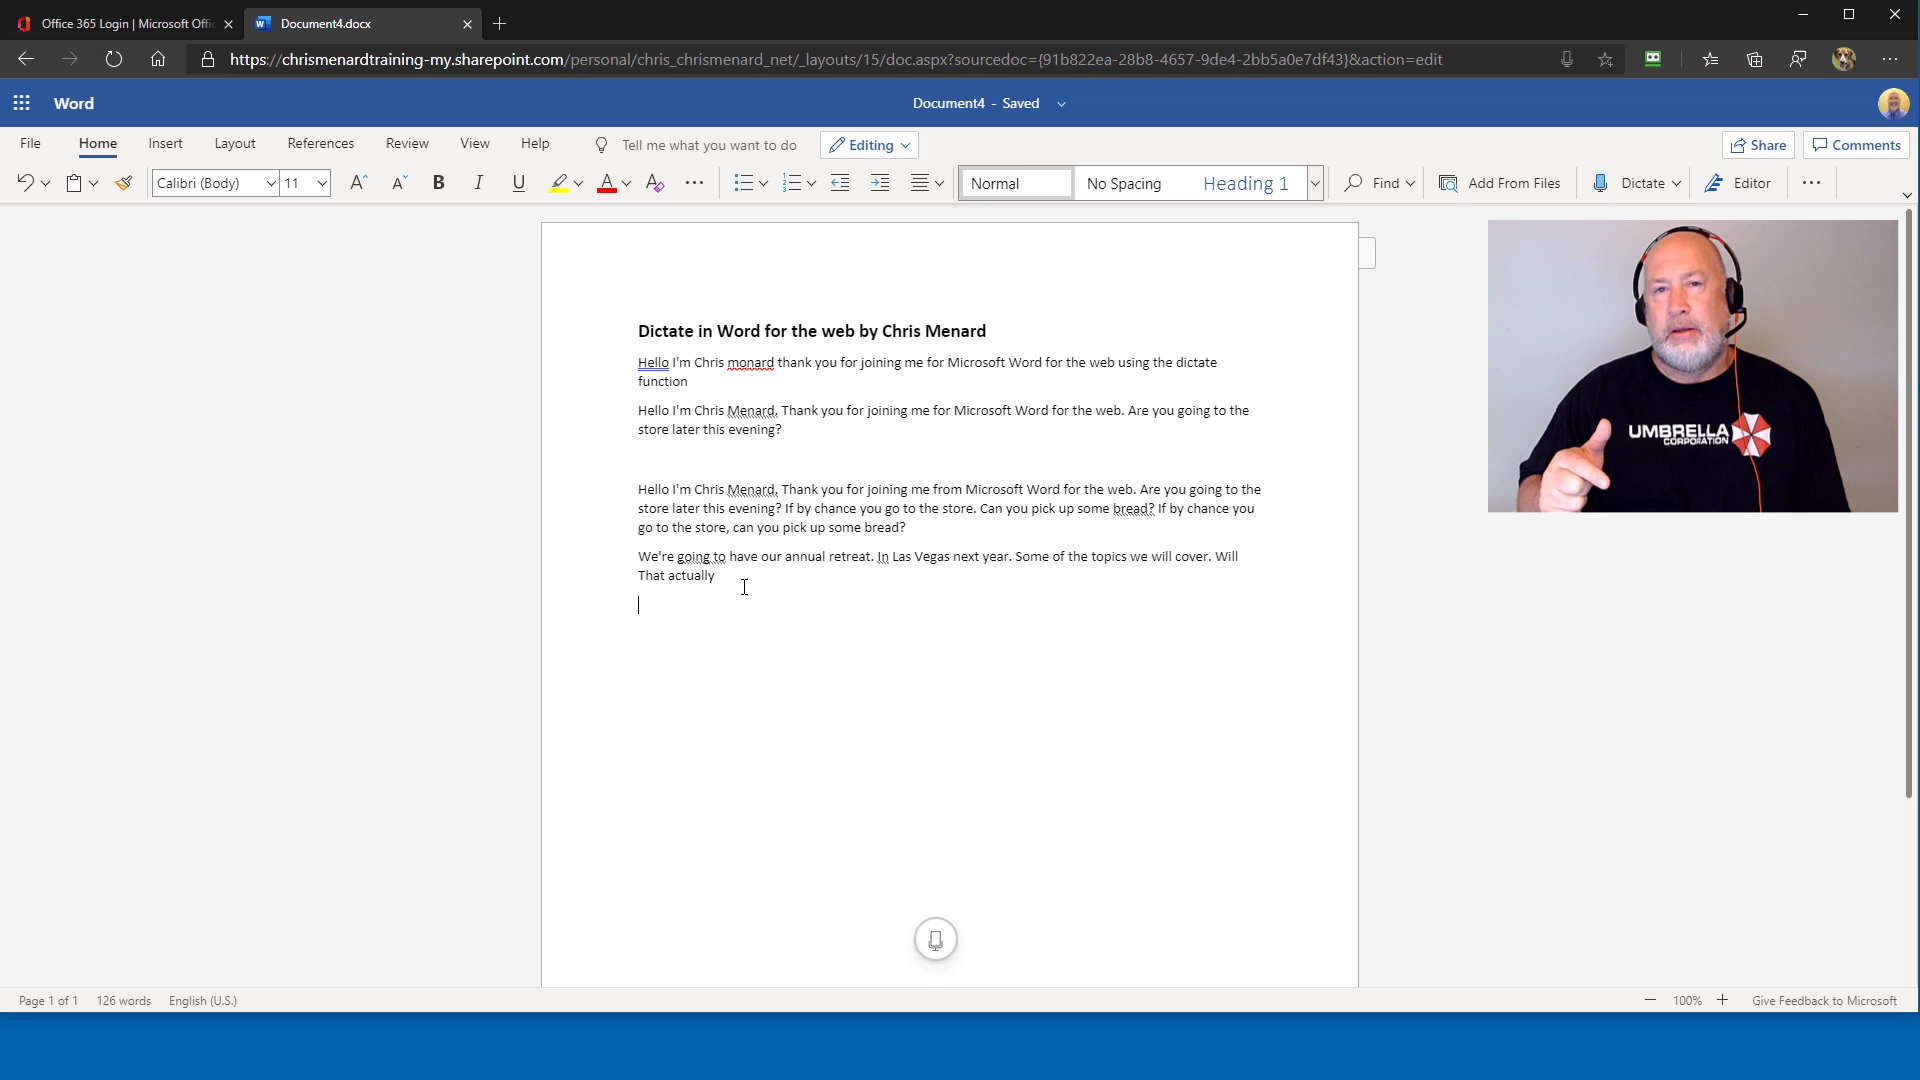 Office 365 Login | Microsoft Offi
Document4.docx
https://chrismenardtraining-my.sharepoint.com/personal/chris_chrismenard_net/_layouts/15/doc.aspx?sourcedoc={91b822ea-28b8-4657-9de4-2bb5a0e7df43}&action=edit
Word
Document4 - Saved
File Home Insert Layout References Review View Help Tell me what you want to do Editing Share Comments
Calibri (Body) 11 A A B I U A A Normal No Spacing Heading 1 Find Add From Files Dictate Editor
Dictate in Word for the web by Chris Menard
Hello I'm Chris monard thank you for joining me for Microsoft Word for the web using the dictate
function
Hello I'm Chris Menard, Thank you for joining me for Microsoft Word for the web. Are you going to the
store later this evening?
Hello I'm Chris Menard, Thank you for joining me from Microsoft Word for the web. Are you going to the
store later this evening? If by chance you go to the store. Can you pick up some bread? If by chance you
go to the store, can you pick up some bread?
We're going to have our annual retreat. In Las Vegas next year. Some of the topics we will cover. Will
That actually
UMBRELLA
CORPORATION
Page 1 of 1 126 words English (U.S.) 100% Give Feedback to Microsoft